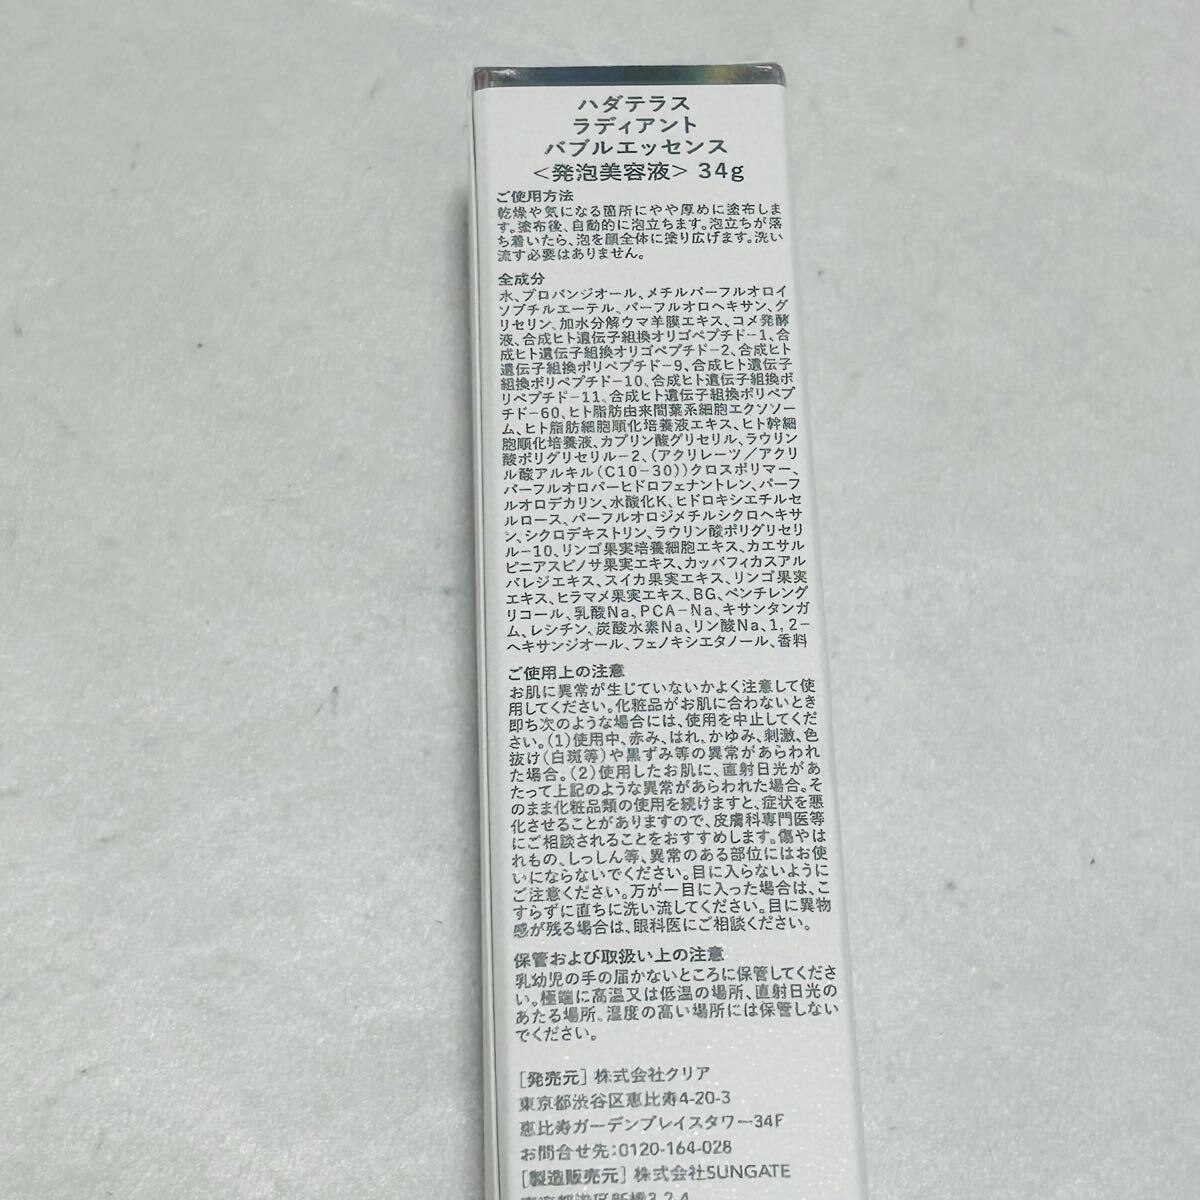 ハダテラス
ラディアント
バブルエッセンス
<発泡美容液> 34g
ご使用方法
乾燥や気になる箇所にやや厚めに塗布しま
す。塗布後、自動的に泡立ちます。泡立ちが落
ち着いたら、泡を顔全体に塗り広げます。洗い
流す必要はありません。
全成分
水、プロパンジオール、メチルパーフルオロイ
ソブチルエーテル、パーフルオロヘキサン、グ
リセリン、加水分解ウマ羊膜エキス、コメ発酵
液、合成ヒト遺伝子組換オリゴペプチド-1、合
成ヒト遺伝子組換オリゴペプチド-2、合成ヒト
遺伝子組換ポリペプチド-9、合成ヒト遺伝子
組換ポリペプチド-10、合成ヒト遺伝子組換ポ
リペプチド-11、合成ヒト遺伝子組換ポリペプ
チド-60、ヒト脂肪由来間葉系細胞エクソソー
ム、ヒト脂肪細胞順化培養液エキス、ヒト幹細
胞順化培養液、カプリン酸グリセリル、ラウリン
酸ポリグリセリル-2、(アクリレーツ/アクリ
ル酸アルキル(C10-30))クロスポリマー、
パーフルオロパーヒドロフェナントレン、パーフ
ルオロデカリン、水酸化K、ヒドロキシエチルセ
ルロース、パーフルオロジメチルシクロヘキサ
ン、シクロデキストリン、ラウリン酸ポリグリセリ
ル-10、リンゴ果実培養細胞エキス、カエサル
ピニアスピノサ果実エキス、カッパフィカスアル
バレジエキス、スイカ果実エキス、リンゴ果実
エキス、ヒラマメ果実エキス、BG、ペンチレング
リコール、乳酸Na、PCA-Na、キサンタンガ
ム、レシチン、炭酸水素Na、リン酸Na、1,2-
ヘキサンジオール、フェノキシエタノール、香料
ご使用上の注意
お肌に異常が生じていないかよく注意して使
用してください。化粧品がお肌に合わないとき
即ち次のような場合には、使用を中止してくだ
さい。(1)使用中、赤み、はれ、かゆみ、刺激、色
抜け(白斑等)や黒ずみ等の異常があらわれ
た場合。(2)使用したお肌に、直射日光があ
たって上記のような異常があらわれた場合。そ
のまま化粧品類の使用を続けますと、症状を悪
化させることがありますので、皮膚科専門医等
にご相談されることをおすすめします。傷やは
れもの、しっしん等、異常のある部位にはお使
いにならないでください。目に入らないように
ご注意ください。万が一目に入った場合は、こ
すらずに直ちに洗い流してください。目に異物
感が残る場合は、眼科医にご相談ください。
保管および取扱い上の注意
乳幼児の手の届かないところに保管してくださ
い。極端に高温又は低温の場所、直射日光の
あたる場所、湿度の高い場所には保管しない
でください。
[発売元] 株式会社クリア
東京都渋谷区恵比寿4-20-3
恵比寿ガーデンプレイスタワー34F
お問合せ先:0120-164-028
[製造販売元] 株式会社SUNGATE
東京都港区新橋3-2-4